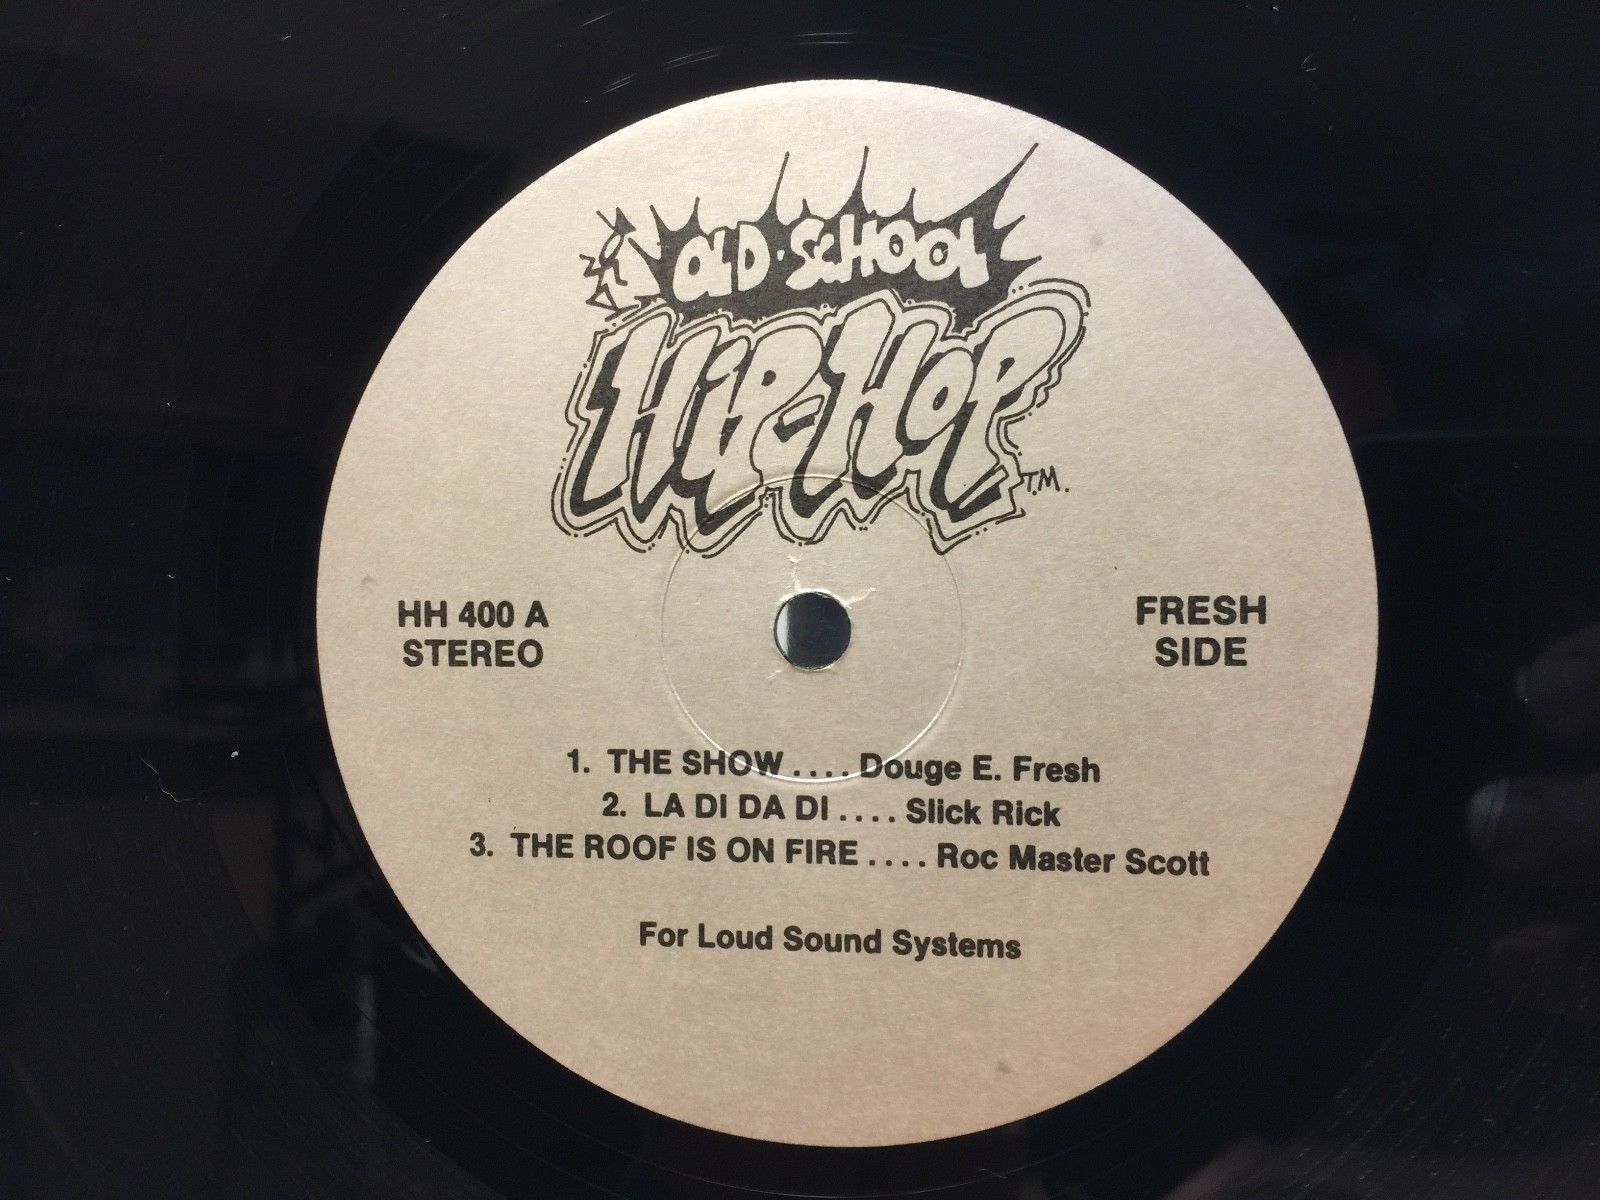 OLD·SCHOOL
HIP-HOP
T.M.
HH 400 A
STEREO
FRESH
SIDE
1. THE SHOW .... Douge E. Fresh
2. LA DI DA DI .... Slick Rick
3. THE ROOF IS ON FIRE .... Roc Master Scott
For Loud Sound Systems